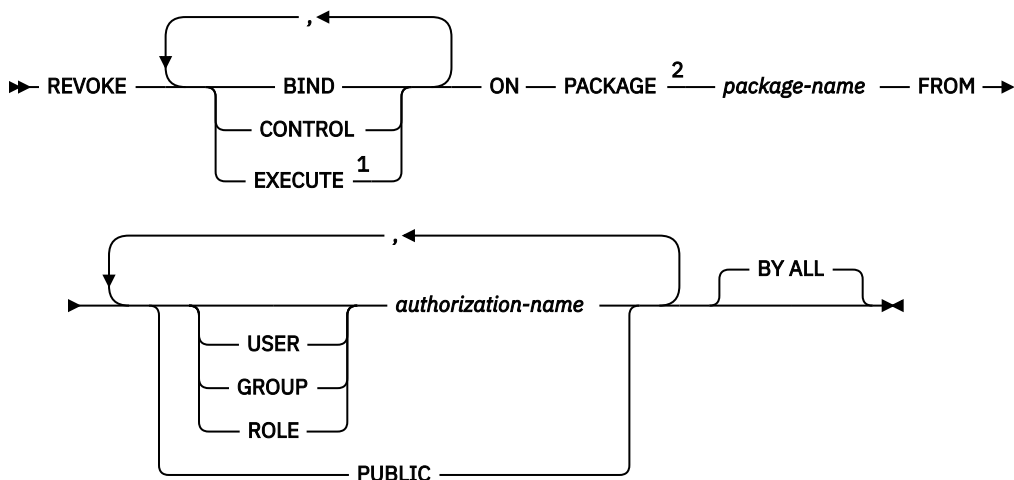 ,
REVOKE BIND ON PACKAGE 2 package-name FROM
CONTROL
EXECUTE 1
,
authorization-name BY ALL
USER
GROUP
ROLE
PUBLIC